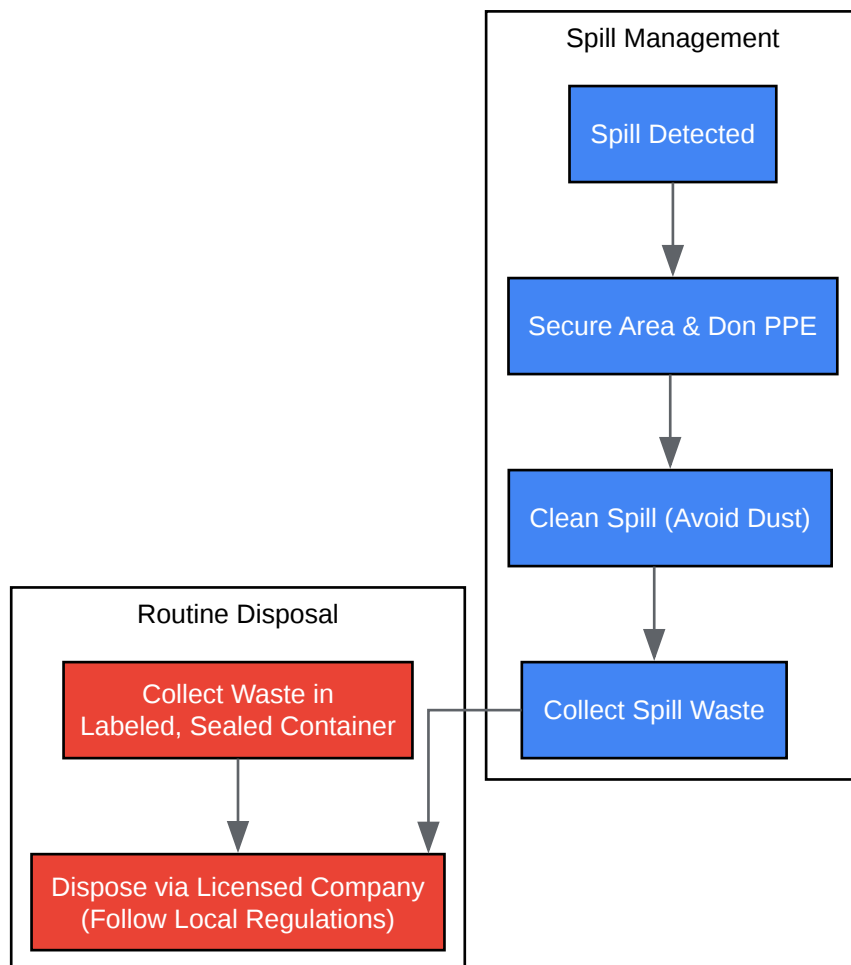 Spill Management
Spill Detected
Secure Area & Don PPE
Clean Spill (Avoid Dust)
Collect Spill Waste
Routine Disposal
Collect Waste in
Labeled, Sealed Container
Dispose via Licensed Company
(Follow Local Regulations)